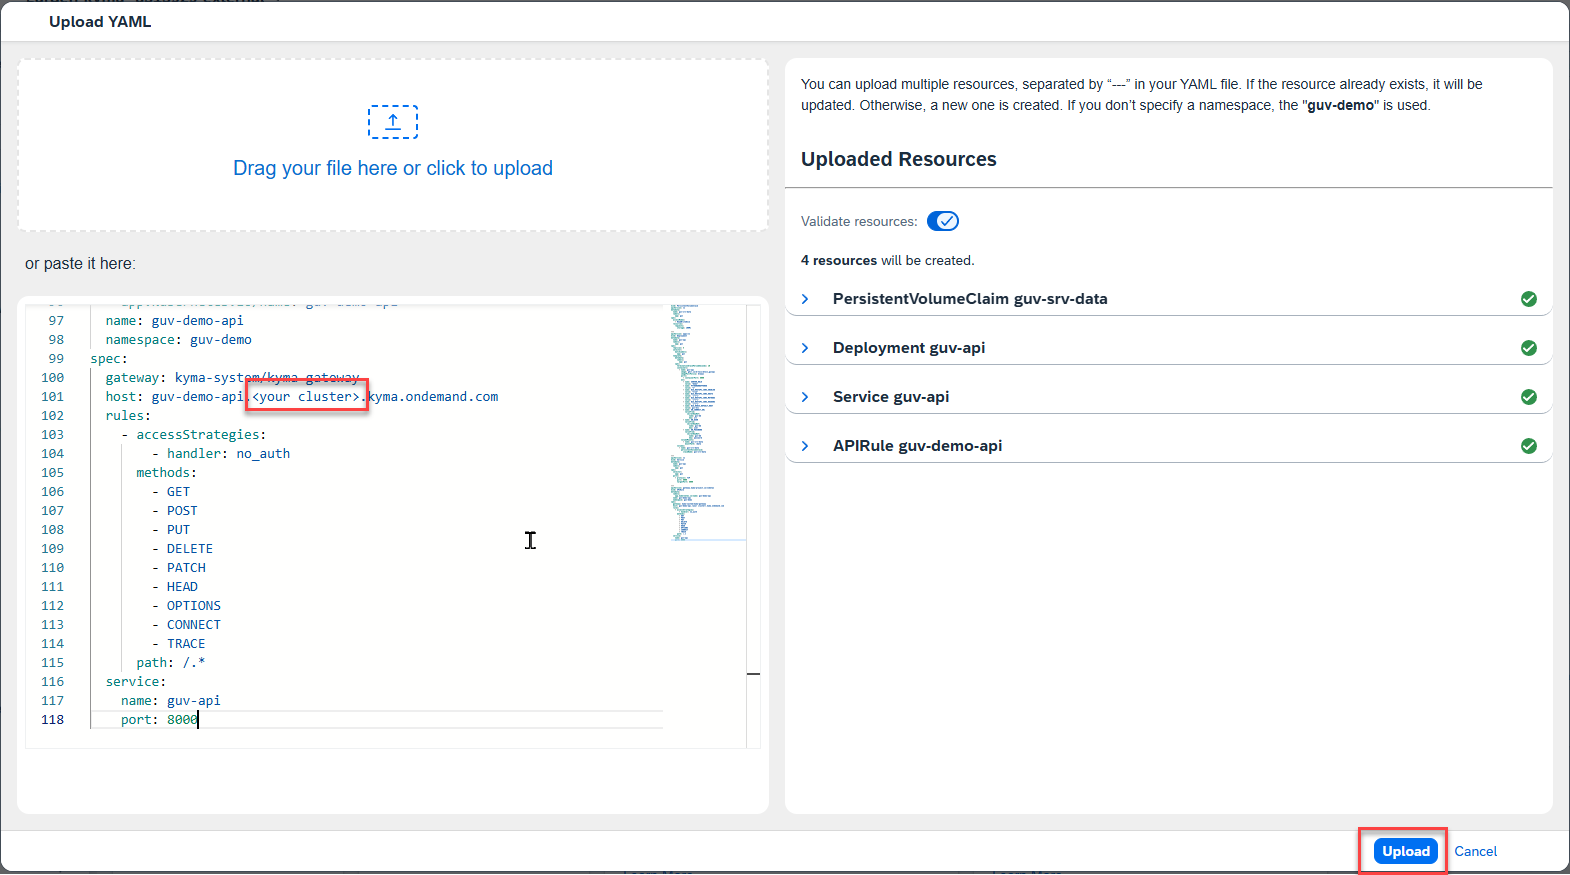 Upload YAML
Drag your file here or click to upload
or paste it here:
97 name: guv-demo-api
98 namespace: guv-demo
99 spec:
100 gateway: kyma-system/kyma-gateway
101 host: guv-demo-api.<your cluster>.kyma.ondemand.com
102 rules:
103 - accessStrategies:
104 - handler: no_auth
105 methods:
106 - GET
107 - POST
108 - PUT
109 - DELETE
110 - PATCH
111 - HEAD
112 - OPTIONS
113 - CONNECT
114 - TRACE
115 path: /.*
116 service:
117 name: guv-api
118 port: 8000
You can upload multiple resources, separated by “---” in your YAML file. If the resource already exists, it will be
updated. Otherwise, a new one is created. If you don’t specify a namespace, the "guv-demo" is used.
Uploaded Resources
Validate resources:
4 resources will be created.
PersistentVolumeClaim guv-srv-data
Deployment guv-api
Service guv-api
APIRule guv-demo-api
Upload
Cancel